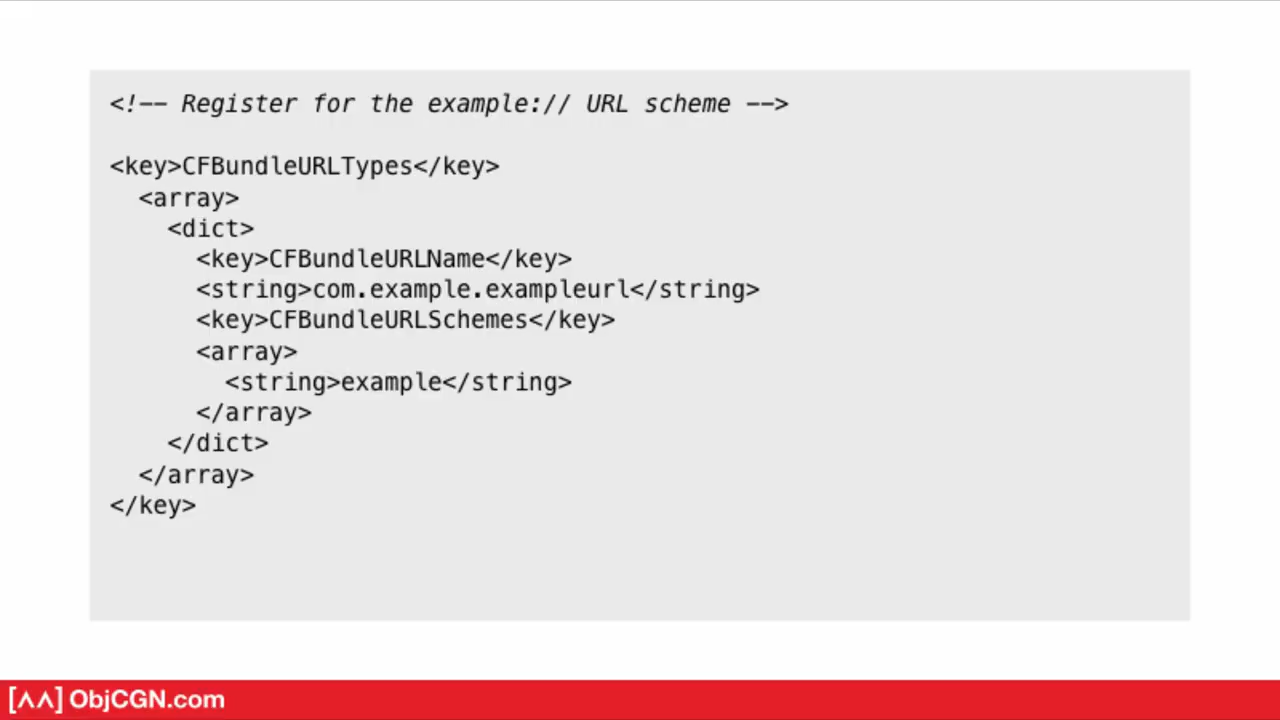 <!-- Register for the example:// URL scheme -->
<key>CFBundleURLTypes</key>
<array>
<dict>
<key>CFBundleURLName</key>
<string>com.example.exampleurl</string>
<key>CFBundleURLSchemes</key>
<array>
<string>example</string>
</array>
</dict>
</array>
</key>
[ᴧᴧ] ObjCGN.com